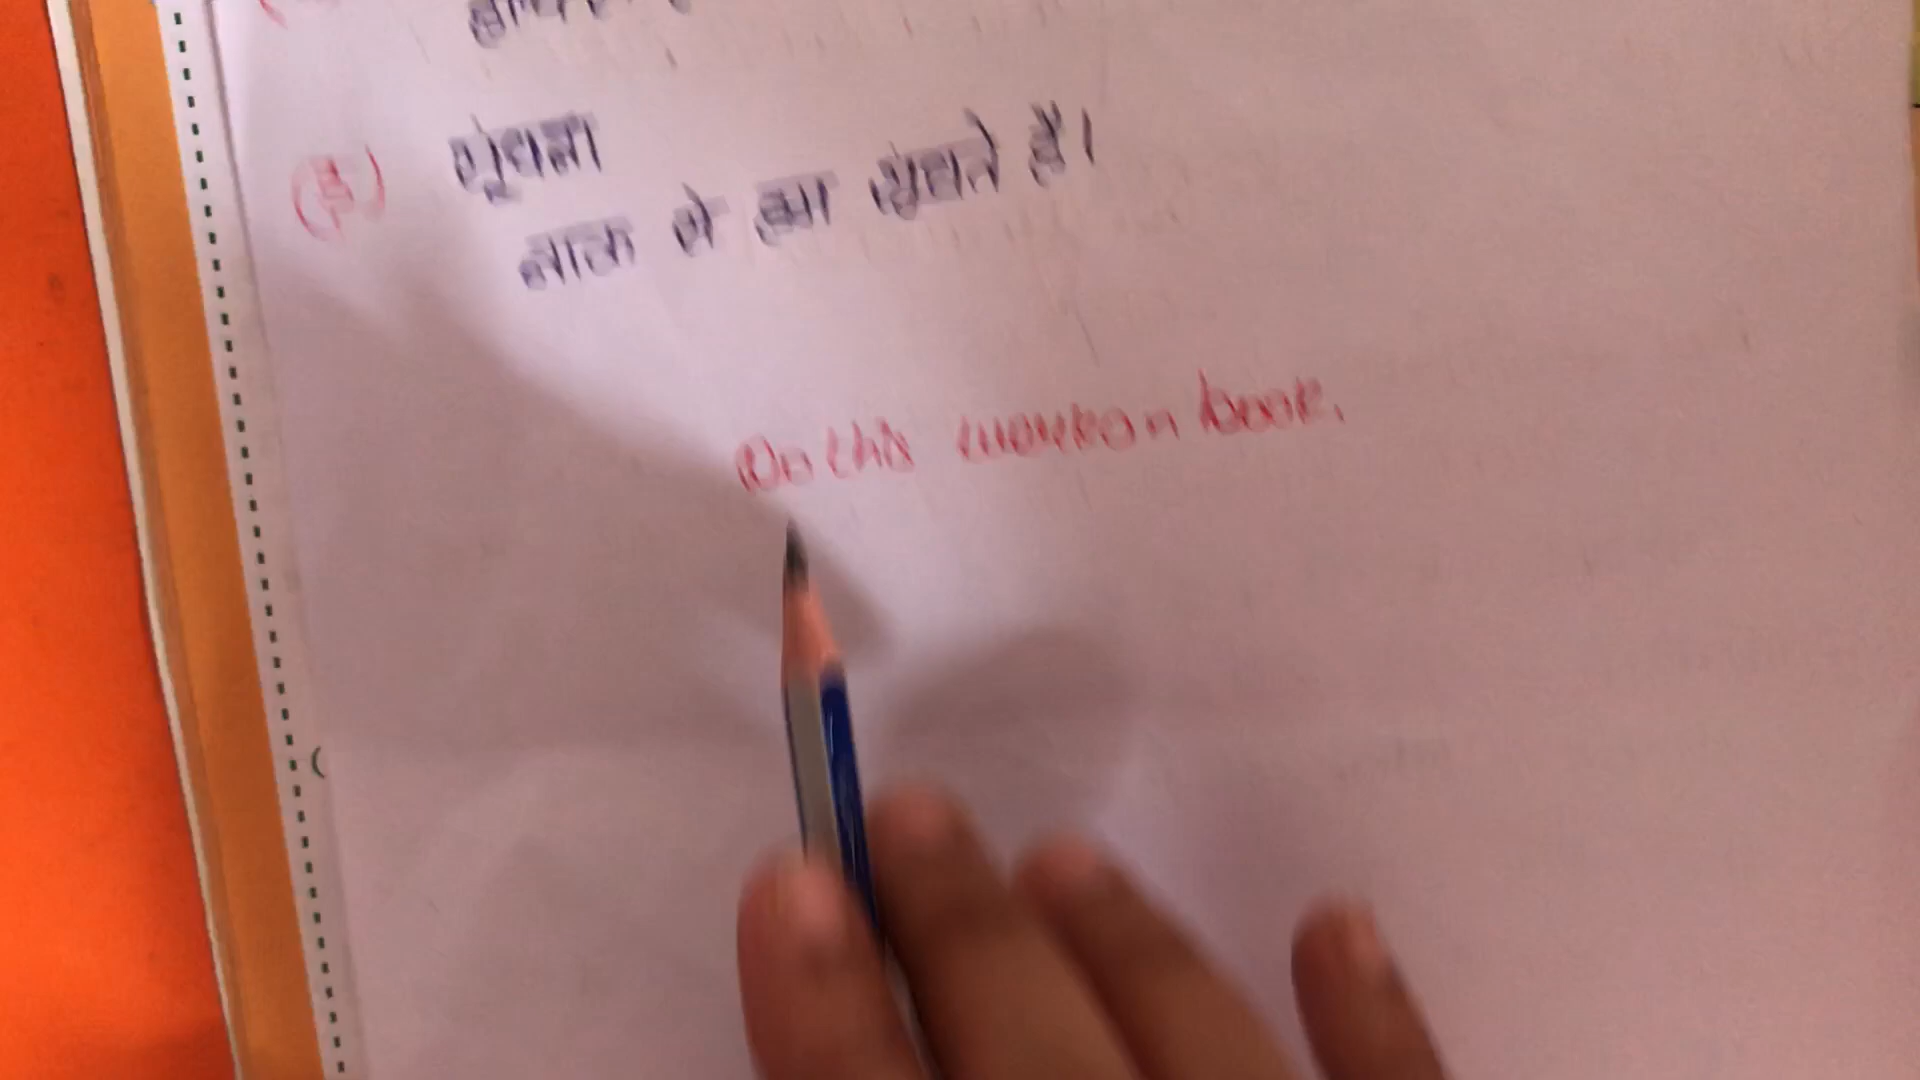 (ई) सूंघना
नाक से हम सूंघते हैं।
Do this work on book.